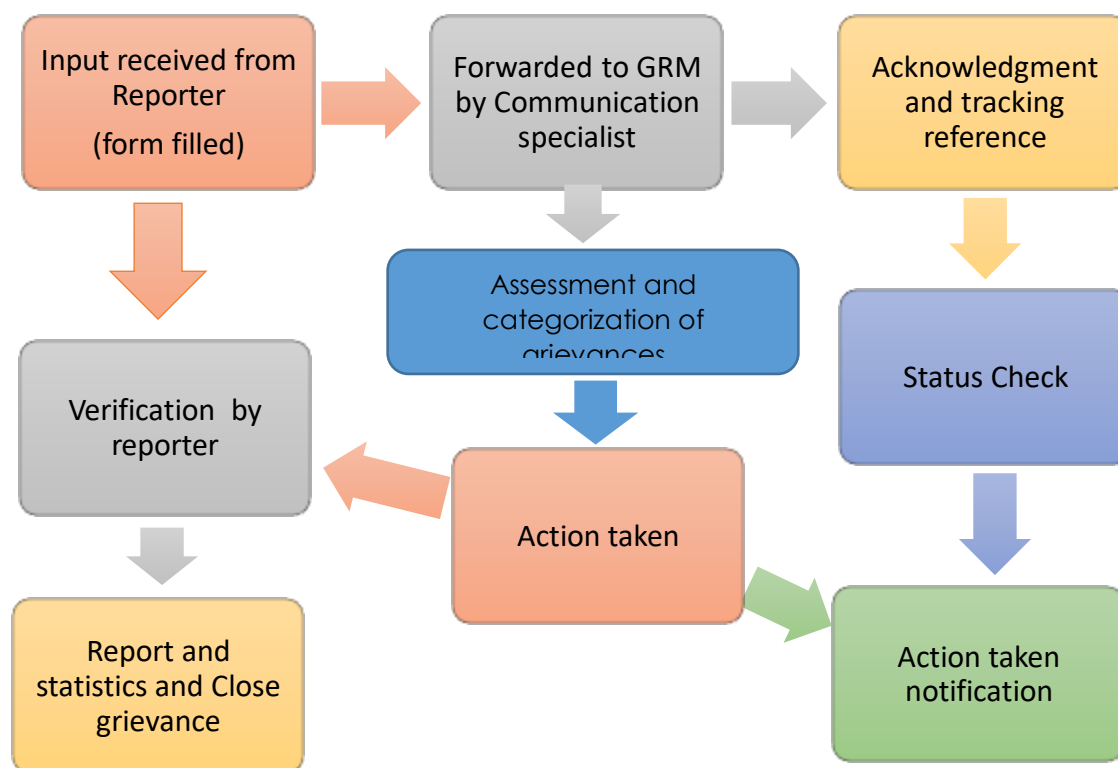 Input received from
Reporter
(form filled)
Forwarded to GRM
by Communication
specialist
Acknowledgment
and tracking
reference
Assessment and
categorization of
grievances
Verification by
reporter
Status Check
Action taken
Report and
statistics and Close
grievance
Action taken
notification